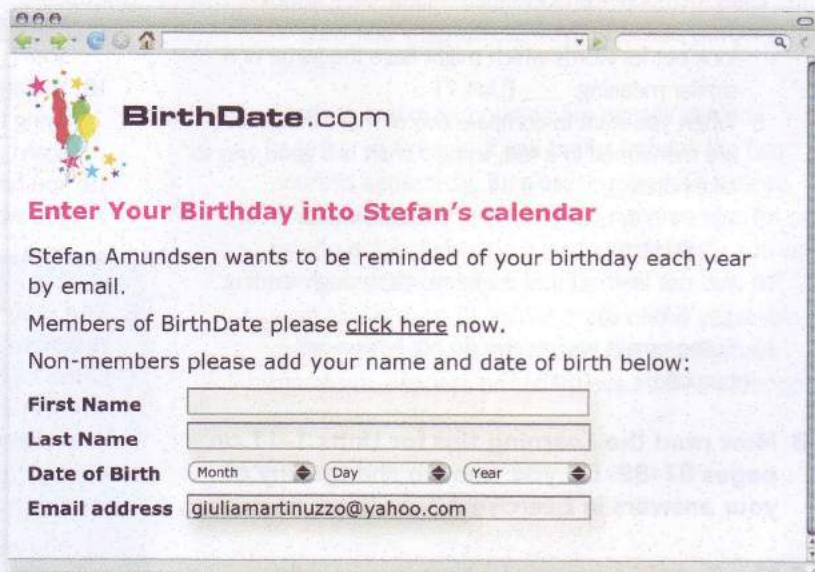 BirthDate.com
Enter Your Birthday into Stefan's calendar
Stefan Amundsen wants to be reminded of your birthday each year
by email.
Members of BirthDate please click here now.
Non-members please add your name and date of birth below:
First Name
Last Name
Date of Birth Month Day Year
Email address giuliamartinuzzo@yahoo.com